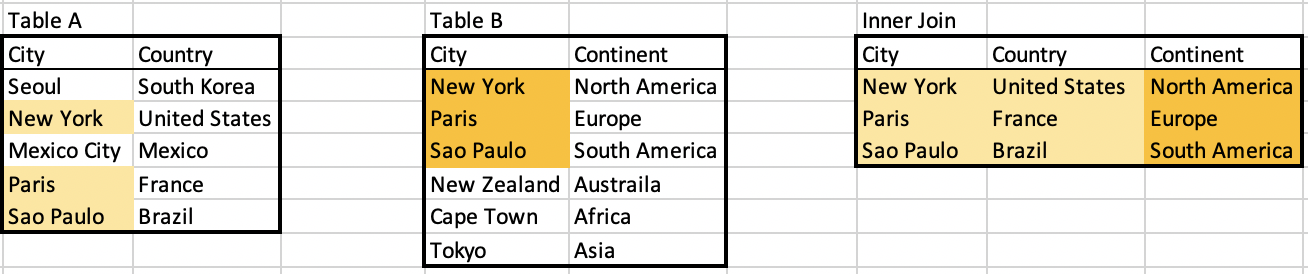 Table A
City Country
Seoul South Korea
New York United States
Mexico City Mexico
Paris France
Sao Paulo Brazil
Table B
City Continent
New York North America
Paris Europe
Sao Paulo South America
New Zealand Austraila
Cape Town Africa
Tokyo Asia
Inner Join
City Country Continent
New York United States North America
Paris France Europe
Sao Paulo Brazil South America